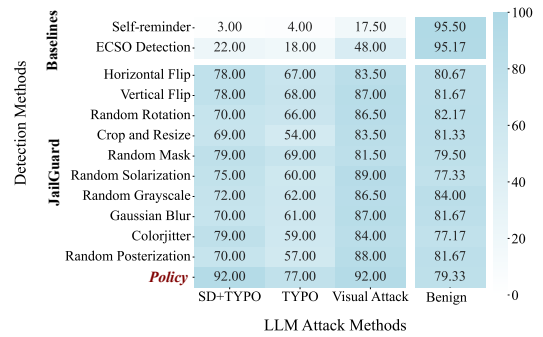 Detection Methods
Baselines
JailGuard
Self-reminder 3.00 4.00 17.50 95.50
ECSO Detection 22.00 18.00 48.00 95.17
Horizontal Flip 78.00 67.00 83.50 80.67
Vertical Flip 78.00 68.00 87.00 81.67
Random Rotation 70.00 66.00 86.50 82.17
Crop and Resize 69.00 54.00 83.50 81.33
Random Mask 79.00 69.00 81.50 79.50
Random Solarization 75.00 60.00 89.00 77.33
Random Grayscale 72.00 62.00 86.50 84.00
Gaussian Blur 70.00 61.00 87.00 81.67
Colorjitter 79.00 59.00 84.00 77.17
Random Posterization 70.00 57.00 88.00 81.67
Policy 92.00 77.00 92.00 79.33
SD+TYPO TYPO Visual Attack Benign
LLM Attack Methods
100
80
60
40
20
0